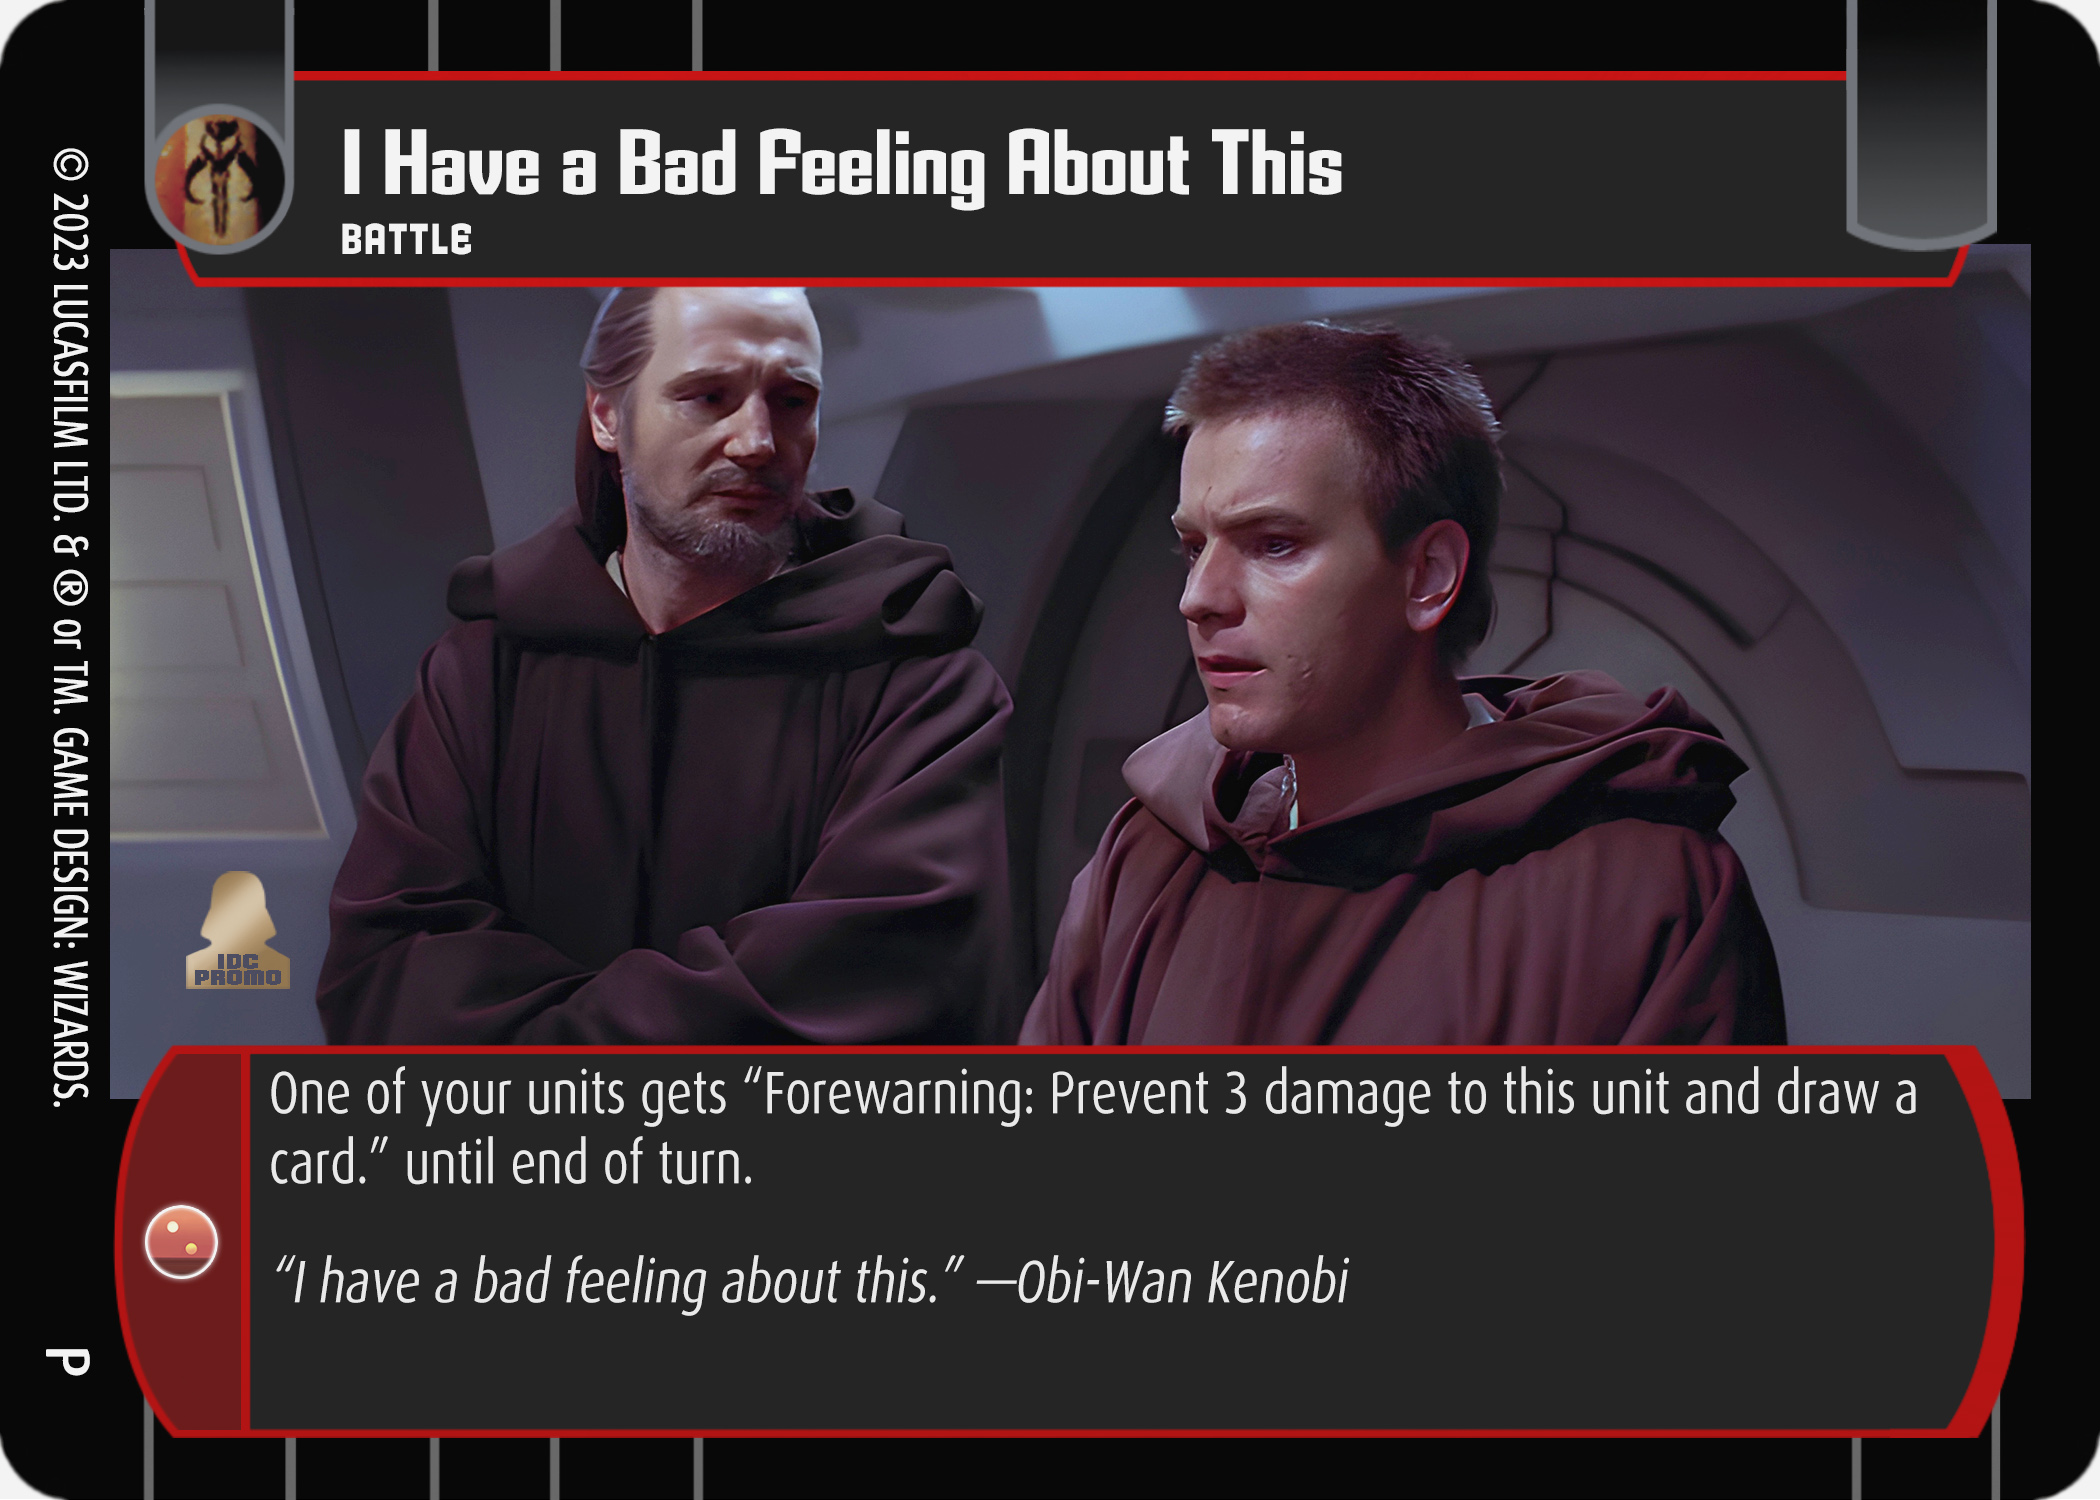 I Have a Bad Feeling About This
BATTLE
© 2023 LUCASFILM LTD. & ® or TM. GAME DESIGN: WIZARDS.
IDC
PROMO
One of your units gets “Forewarning: Prevent 3 damage to this unit and draw a
card.” until end of turn.
“I have a bad feeling about this.” —Obi-Wan Kenobi
P